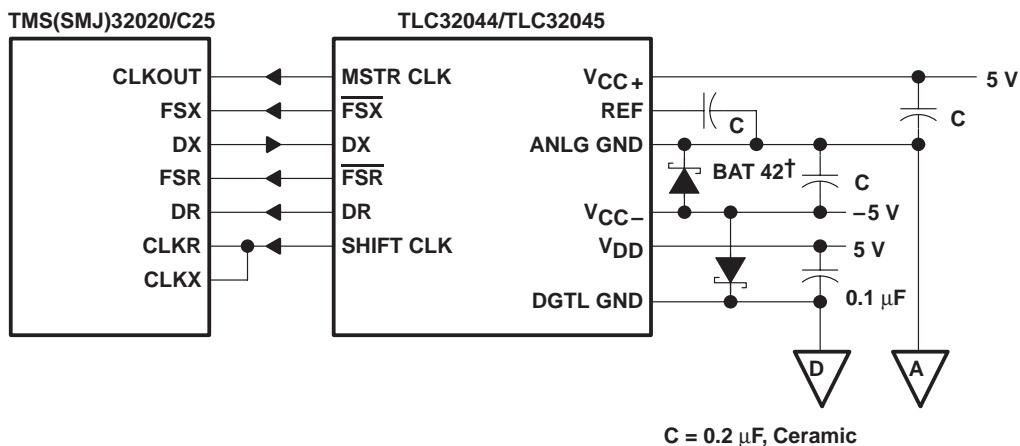 TMS(SMJ)32020/C25
TLC32044/TLC32045
CLKOUT
FSX
DX
FSR
DR
CLKR
CLKX
MSTR CLK
FSX
DX
FSR
DR
SHIFT CLK
VCC+
REF
ANLG GND
VCC−
VDD
DGTL GND
C
BAT 42†
C
C
5 V
−5 V
5 V
0.1 μF
D
A
C = 0.2 μF, Ceramic